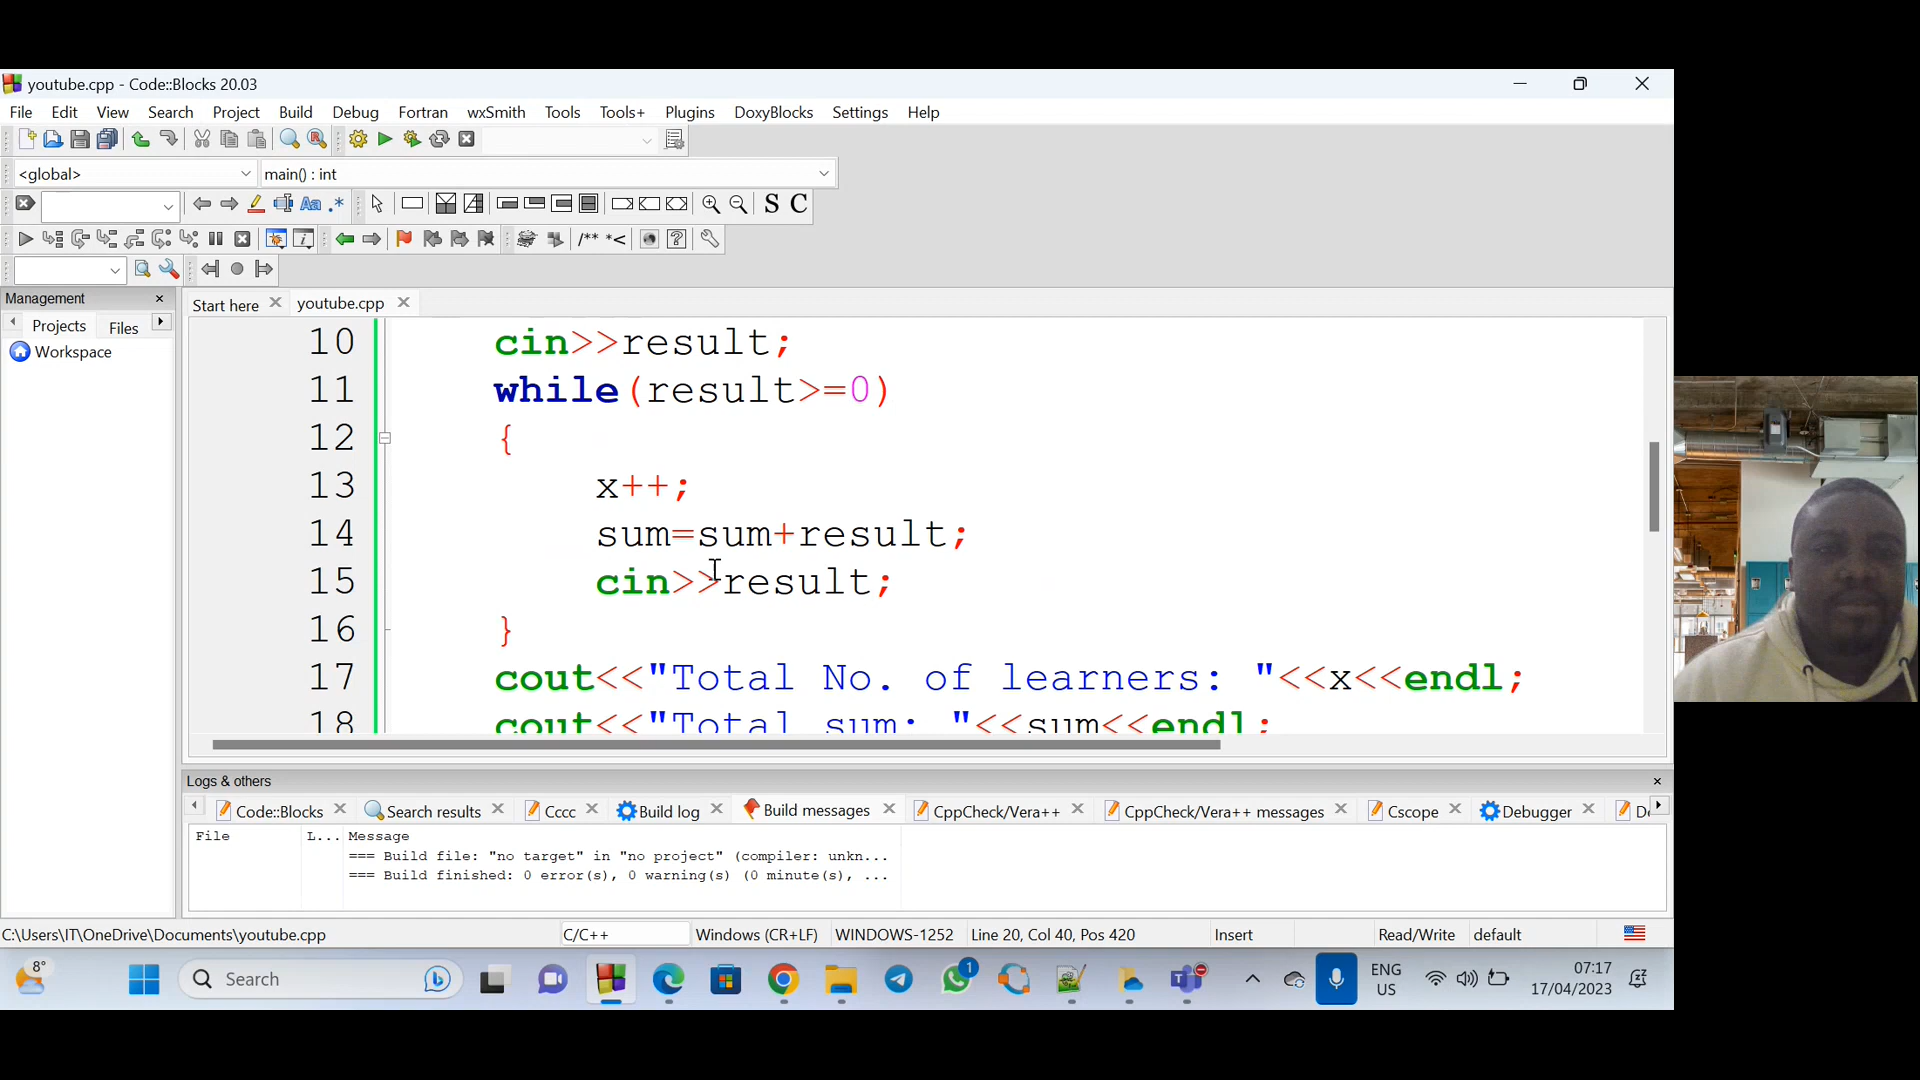 youtube.cpp - Code::Blocks 20.03
File Edit View Search Project Build Debug Fortran wxSmith Tools Tools+ Plugins DoxyBlocks Settings Help
<global> main() : int
S C
/** *<
Management
Start here youtube.cpp
Projects Files
Workspace
10 cin>>result;
11 while(result>=0)
12 {
13 x++;
14 sum=sum+result;
15 cin>>result;
16 }
17 cout<<"Total No. of learners: "<<x<<endl;
18 cout<<"Total sum: "<<sum<<endl;
Logs & others
Code::Blocks Search results Cccc Build log Build messages CppCheck/Vera++ CppCheck/Vera++ messages Cscope Debugger
File L... Message
=== Build file: "no target" in "no project" (compiler: unkn...
=== Build finished: 0 error(s), 0 warning(s) (0 minute(s), ...
C:\Users\IT\OneDrive\Documents\youtube.cpp C/C++ Windows (CR+LF) WINDOWS-1252 Line 20, Col 40, Pos 420 Insert Read/Write default
8° Search 1 ENG US 07:17
17/04/2023